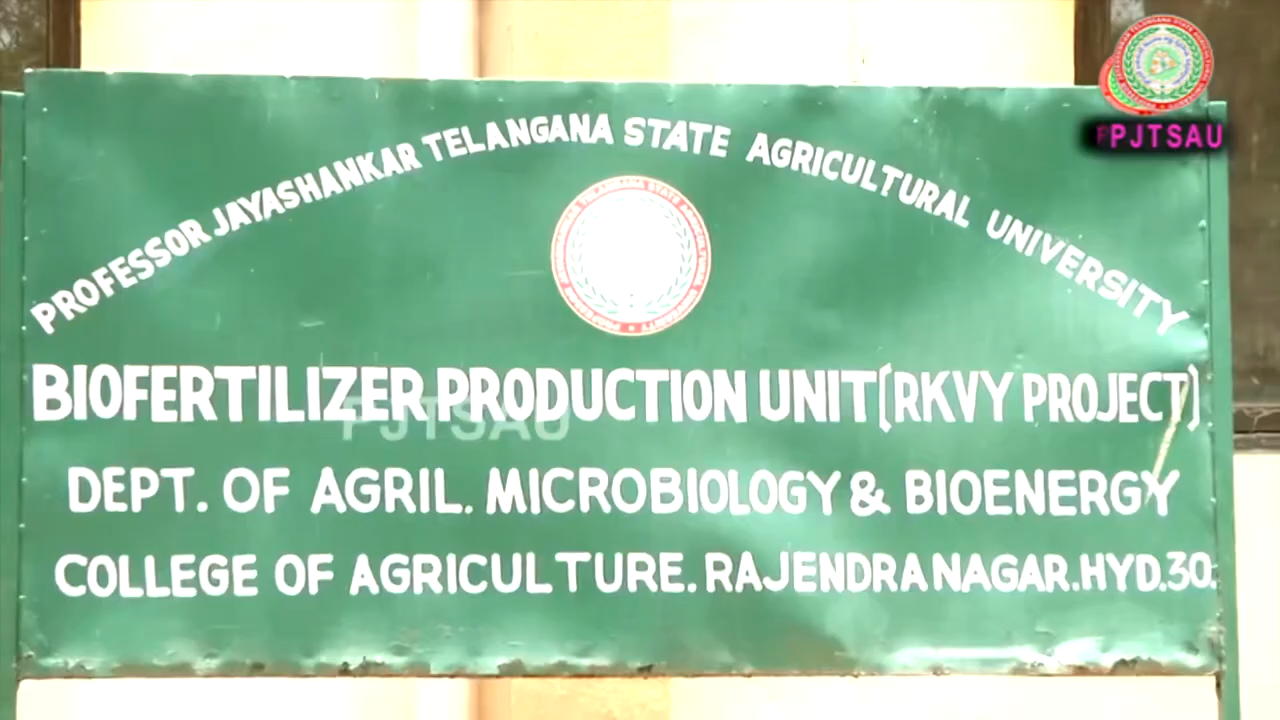 PROFESSOR JAYASHANKAR TELANGANA STATE AGRICULTURAL UNIVERSITY
PJTSAU
BIOFERTILIZER PRODUCTION UNIT(RKVY PROJECT)
PJTSAU
DEPT. OF AGRIL. MICROBIOLOGY & BIOENERGY
COLLEGE OF AGRICULTURE. RAJENDRANAGAR.HYD.30.